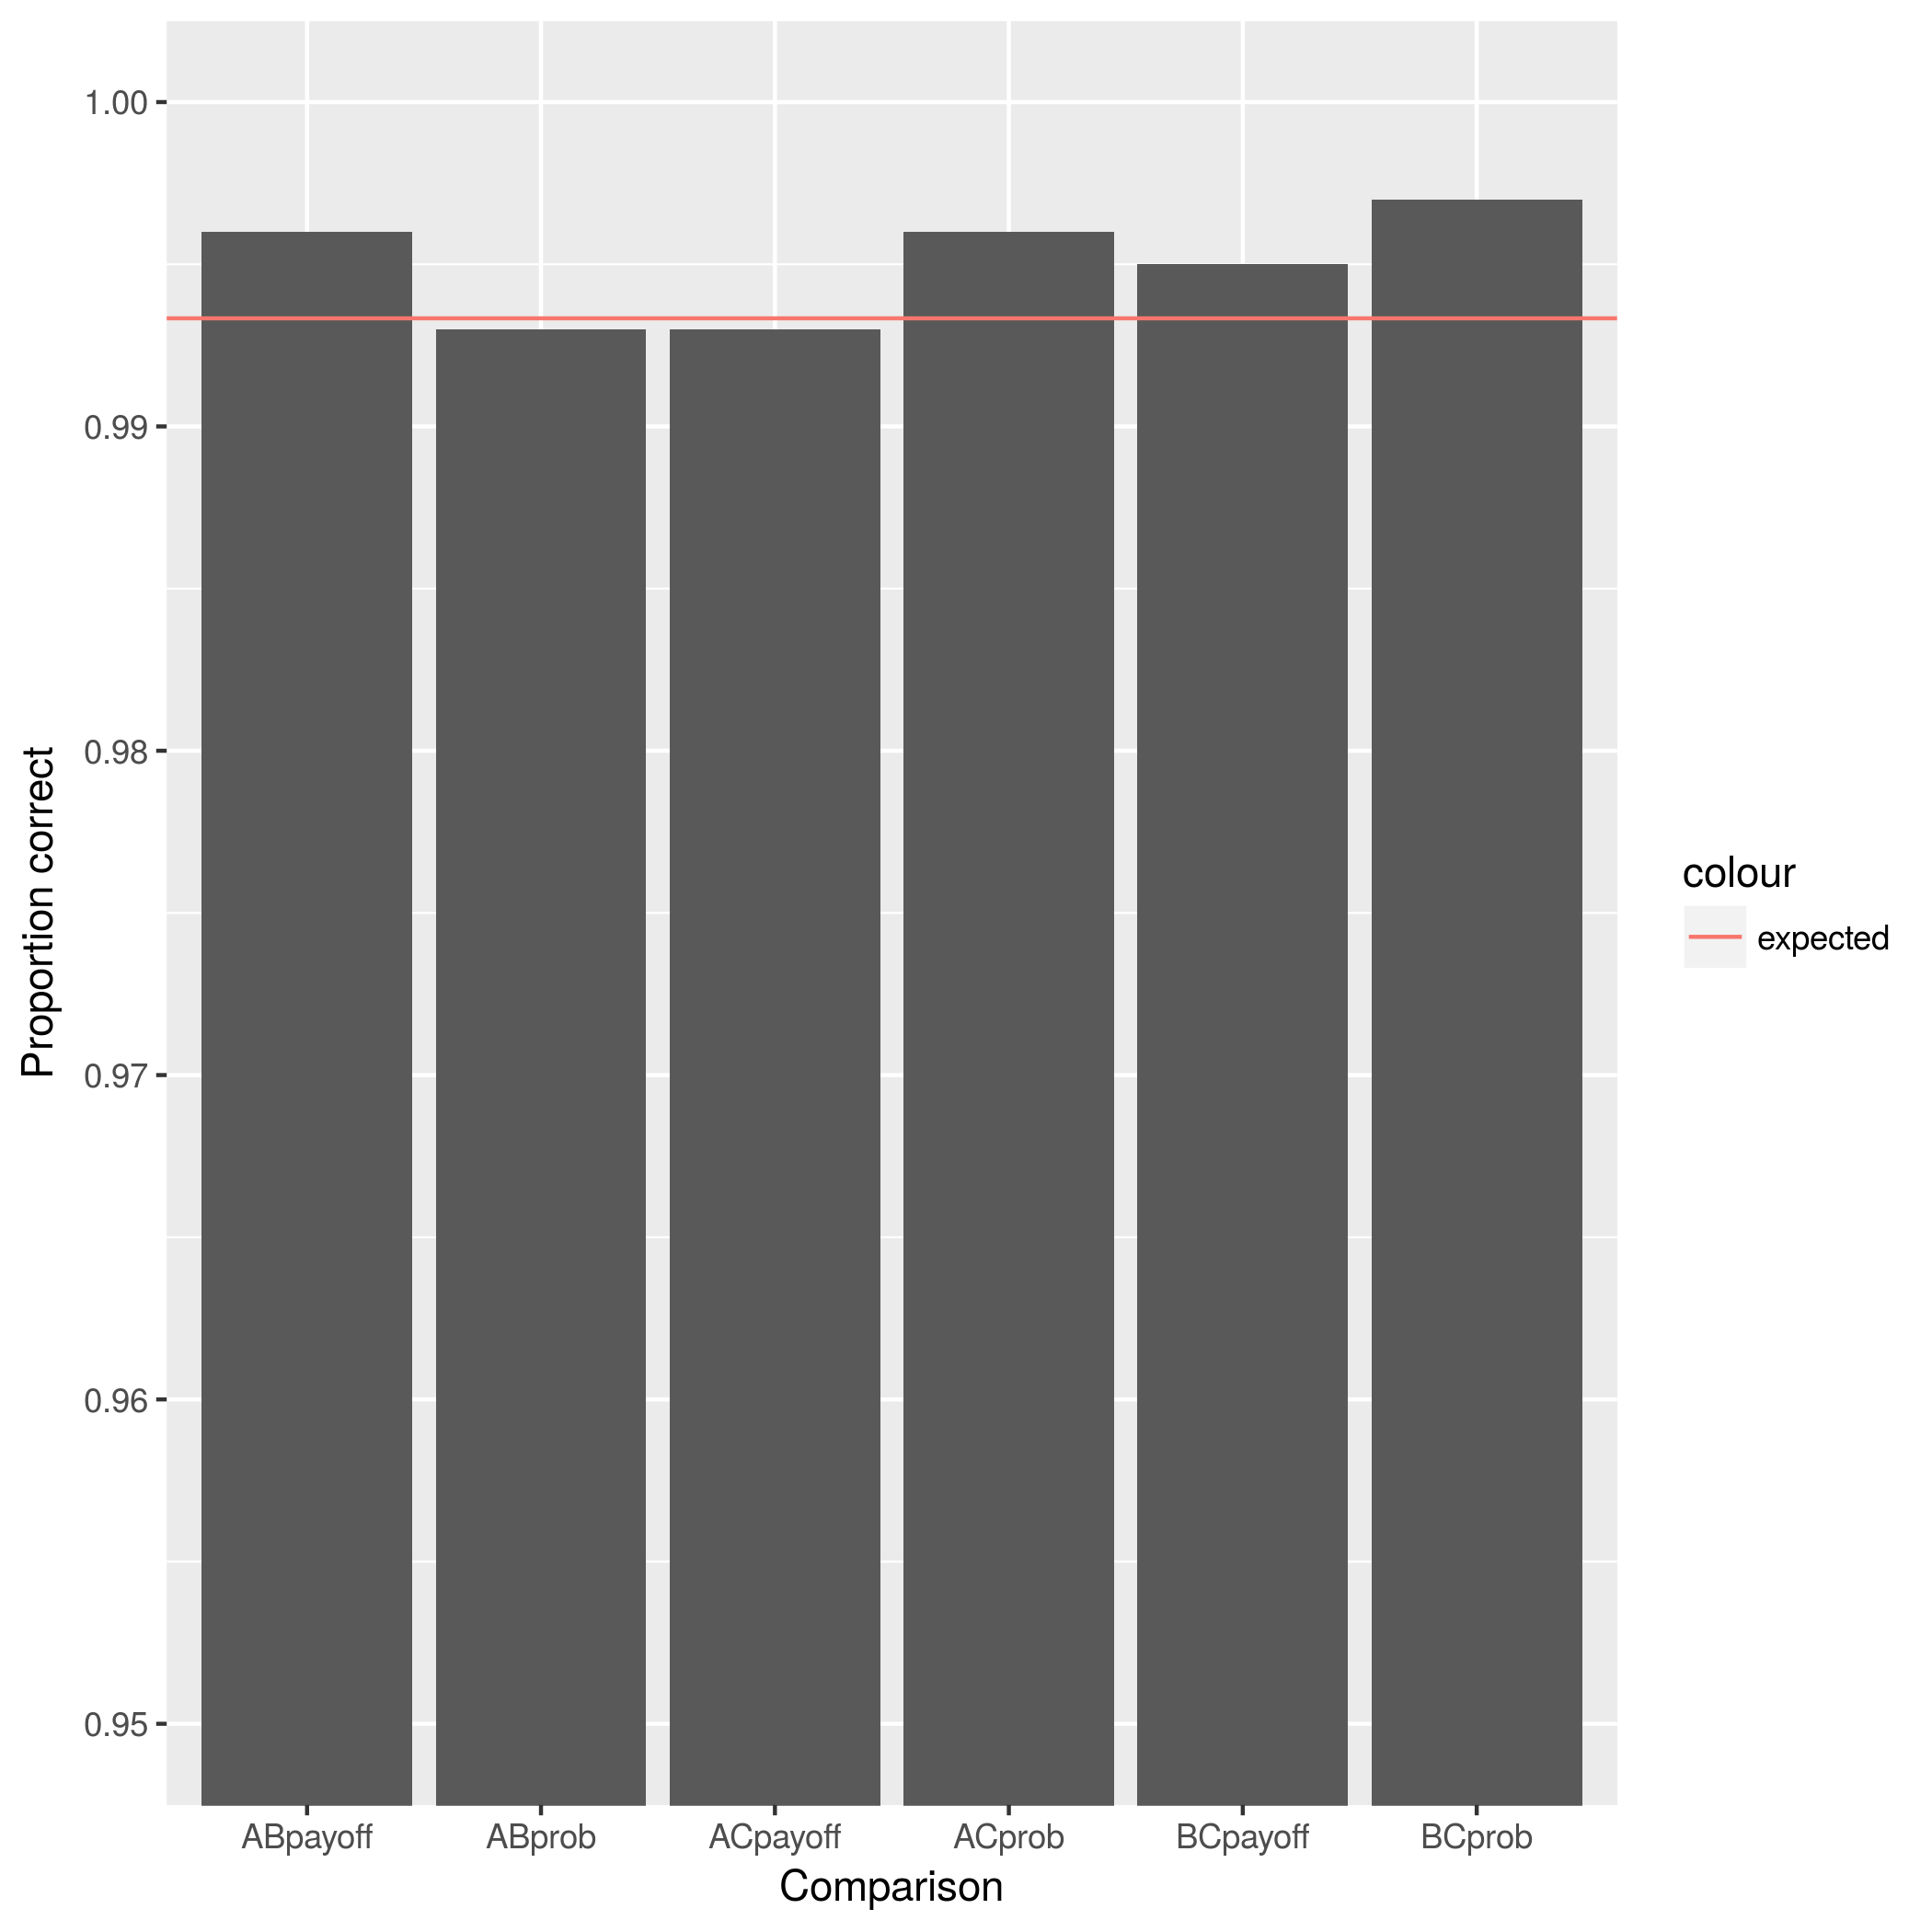 1.00
0.99
0.98
0.97
0.96
0.95
Proportion correct
ABpayoff ABprob ACpayoff ACprob BCpayoff BCprob
Comparison
colour
expected